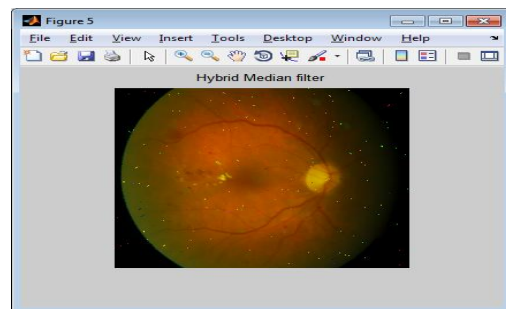 Figure 5
File Edit View Insert Tools Desktop Window Help
Hybrid Median filter